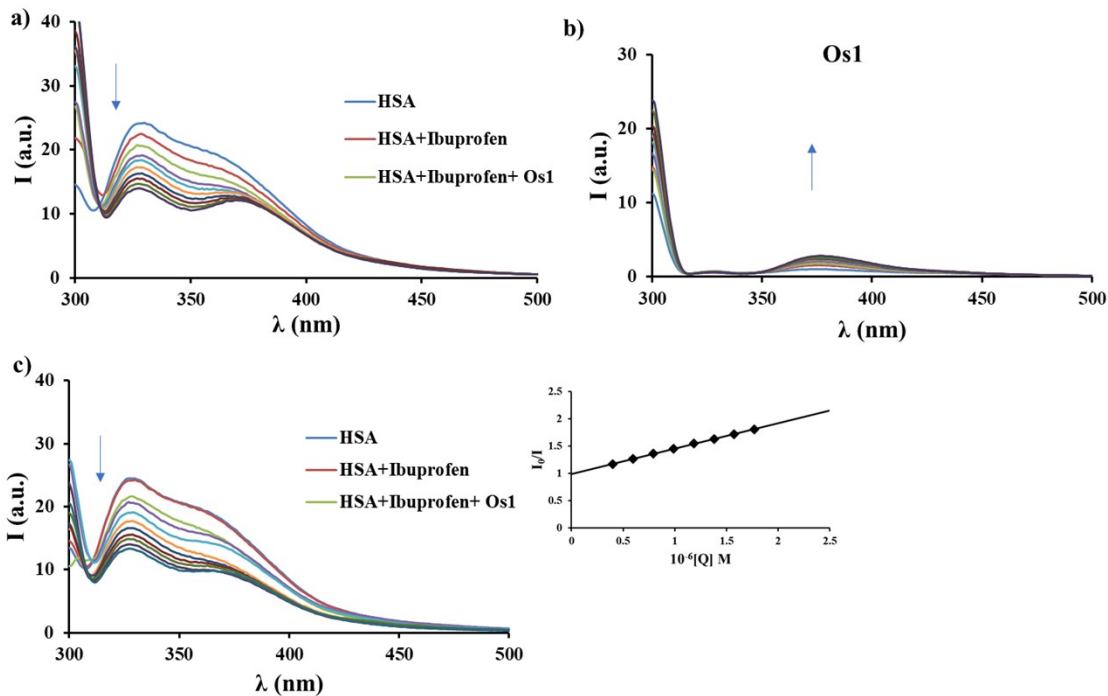 a)
I (a.u.)
40
30
20
10
0
300
350
400
450
500
λ (nm)
HSA
HSA+Ibuprofen
HSA+Ibuprofen+ Os1
b)
Os1
I (a.u.)
30
20
10
0
300
350
400
450
500
λ (nm)
c)
I (a.u.)
40
30
20
10
0
300
350
400
450
500
λ (nm)
HSA
HSA+Ibuprofen
HSA+Ibuprofen+ Os1
I₀/I
2.5
2
1.5
1
0.5
0
0
0.5
1
1.5
2
2.5
10⁻⁶[Q] M